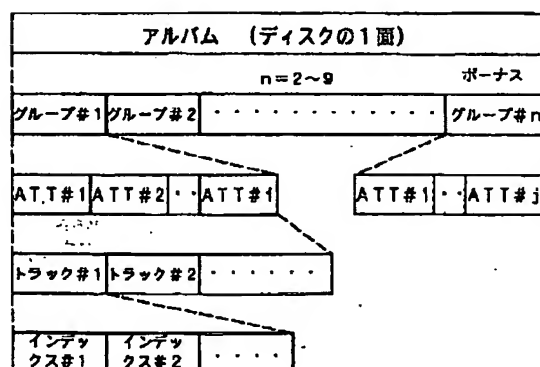 アルバム (ディスクの1面)
n=2~9 ボーナス
グループ#1 グループ#2 ・・・・・・・・・・・・ グループ#n
ATT#1 ATT#2 ・・ ATT#i ATT#1 ・・ ATT#j
トラック#1 トラック#2 ・・・・・・
インデックス#1 インデックス#2 ・・・・